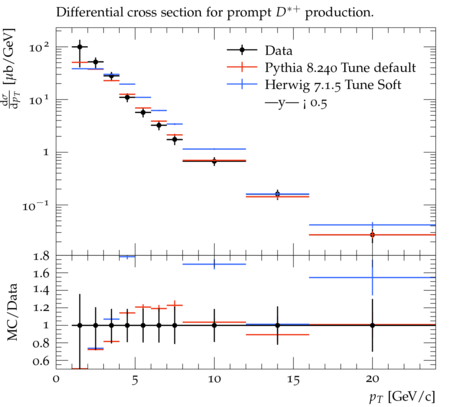 Differential cross section for prompt D*+ production.
dσ/dpT [μb/GeV]
10²
10¹
1
10⁻¹
Data
Pythia 8.240 Tune default
Herwig 7.1.5 Tune Soft
—y— ¡ 0.5
MC/Data
1.8
1.6
1.4
1.2
1
0.8
0.6
0 5 10 15 20
pT [GeV/c]